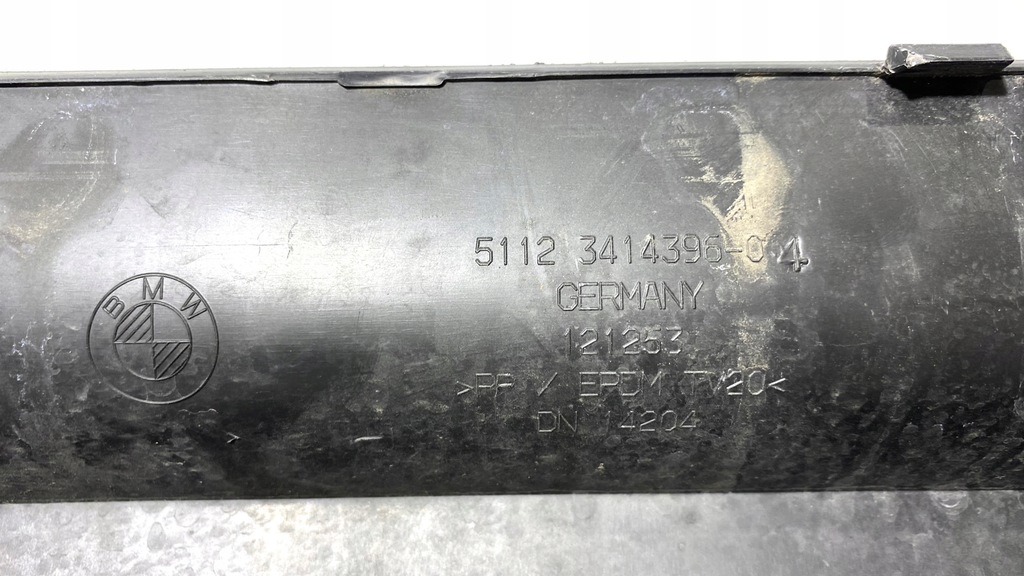 BMW
5112 3414396-04
GERMANY
121253
>PP / EPDM TV20<
DN 14204
>